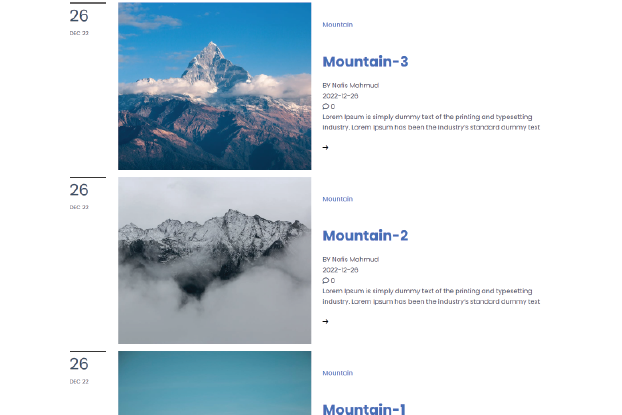 26
DEC 22
Mountain
Mountain-3
BY Nafis Mahmud
2022-12-26
0
Lorem Ipsum is simply dummy text of the printing and typesetting
industry. Lorem Ipsum has been the industry's standard dummy text
→
26
DEC 22
Mountain
Mountain-2
BY Nafis Mahmud
2022-12-26
0
Lorem Ipsum is simply dummy text of the printing and typesetting
industry. Lorem Ipsum has been the industry's standard dummy text
→
26
DEC 22
Mountain
Mountain-1